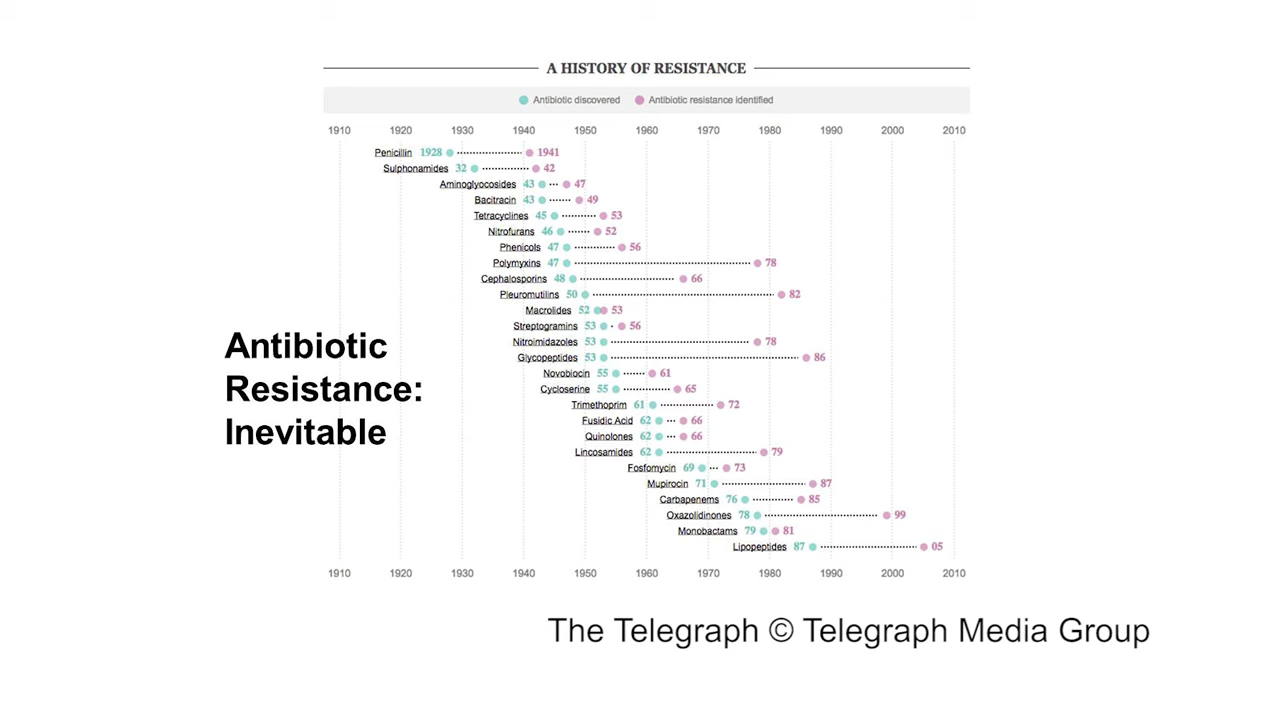 A HISTORY OF RESISTANCE
Antibiotic discovered Antibiotic resistance identified
1910 1920 1930 1940 1950 1960 1970 1980 1990 2000 2010
Penicillin 1928 1941
Sulphonamides 32 42
Aminoglycosides 43 47
Bacitracin 43 49
Tetracyclines 45 53
Nitrofurans 46 52
Phenicols 47 56
Polymyxins 47 78
Cephalosporins 48 66
Pleuromutilins 50 82
Macrolides 52 53
Streptogramins 53 56
Nitroimidazoles 53 78
Glycopeptides 53 86
Novobiocin 55 61
Cycloserine 55 65
Trimethoprim 61 72
Fusidic Acid 62 66
Quinolones 62 66
Lincosamides 62 79
Fosfomycin 69 73
Mupirocin 71 87
Carbapenems 76 85
Oxazolidinones 78 99
Monobactams 79 81
Lipopeptides 87 05
1910 1920 1930 1940 1950 1960 1970 1980 1990 2000 2010
Antibiotic
Resistance:
Inevitable
The Telegraph © Telegraph Media Group